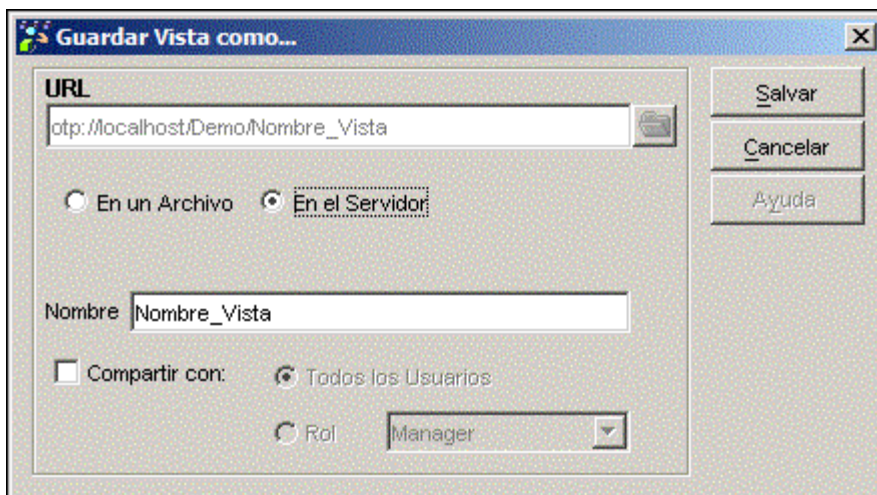 Guardar Vista como...
URL
otp://localhost/Demo/Nombre_Vista
En un Archivo En el Servidor
Nombre Nombre_Vista
Compartir con: Todos los Usuarios
Rol Manager
Salvar
Cancelar
Ayuda